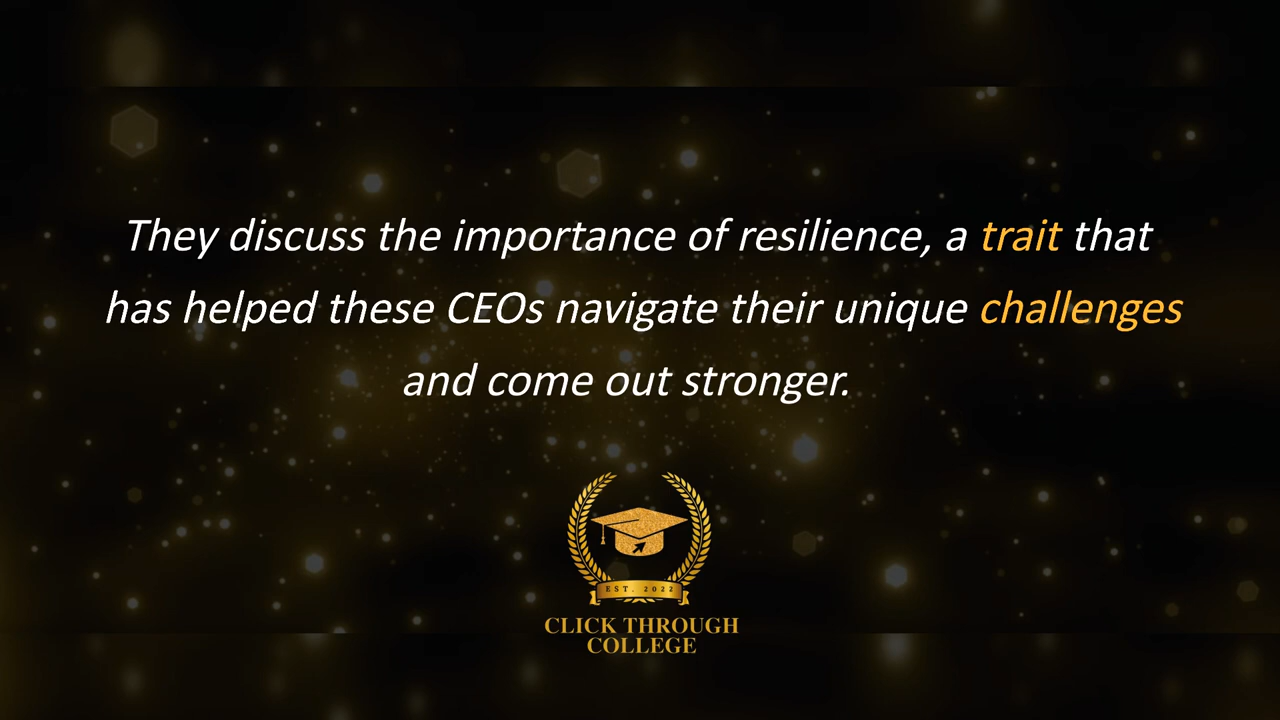 They discuss the importance of resilience, a trait that
has helped these CEOs navigate their unique challenges
and come out stronger.
EST. 2022
CLICK THROUGH
COLLEGE